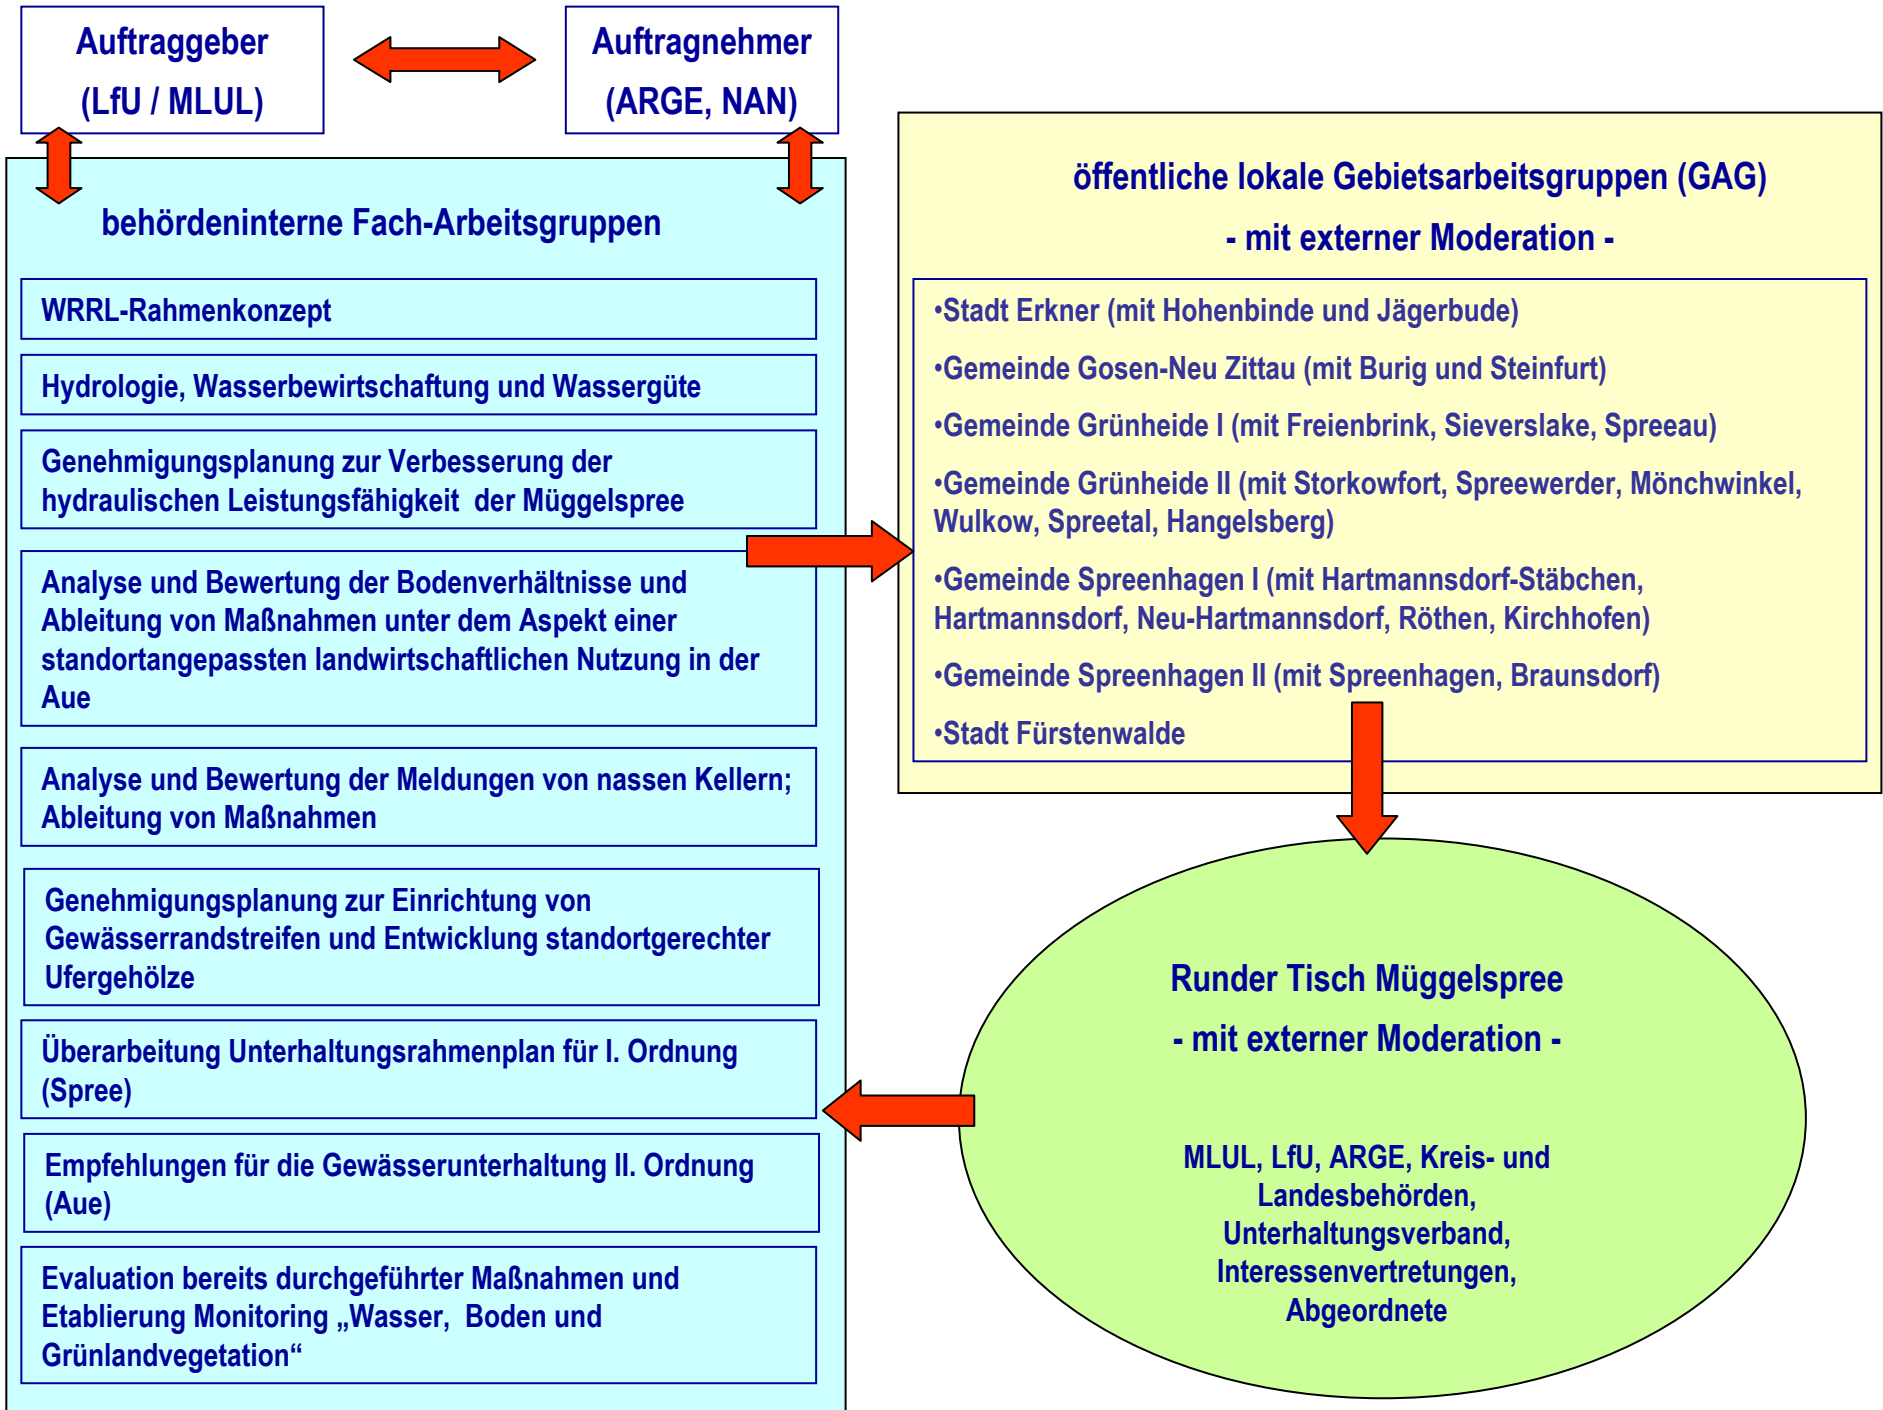 Auftraggeber
(LfU / MLUL)
Auftragnehmer
(ARGE, NAN)
behördeninterne Fach-Arbeitsgruppen
WRRL-Rahmenkonzept
Hydrologie, Wasserbewirtschaftung und Wassergüte
Genehmigungsplanung zur Verbesserung der
hydraulischen Leistungsfähigkeit der Müggelspree
Analyse und Bewertung der Bodenverhältnisse und
Ableitung von Maßnahmen unter dem Aspekt einer
standortangepassten landwirtschaftlichen Nutzung in der
Aue
Analyse und Bewertung der Meldungen von nassen Kellern;
Ableitung von Maßnahmen
Genehmigungsplanung zur Einrichtung von
Gewässerrandstreifen und Entwicklung standortgerechter
Ufergehölze
Überarbeitung Unterhaltungsrahmenplan für I. Ordnung
(Spree)
Empfehlungen für die Gewässerunterhaltung II. Ordnung
(Aue)
Evaluation bereits durchgeführter Maßnahmen und
Etablierung Monitoring „Wasser, Boden und
Grünlandvegetation“
öffentliche lokale Gebietsarbeitsgruppen (GAG)
- mit externer Moderation -
•Stadt Erkner (mit Hohenbinde und Jägerbude)
•Gemeinde Gosen-Neu Zittau (mit Burig und Steinfurt)
•Gemeinde Grünheide I (mit Freienbrink, Sieverslake, Spreeau)
•Gemeinde Grünheide II (mit Storkowfort, Spreewerder, Mönchwinkel,
Wulkow, Spreetal, Hangelsberg)
•Gemeinde Spreenhagen I (mit Hartmannsdorf-Stäbchen,
Hartmannsdorf, Neu-Hartmannsdorf, Röthen, Kirchhofen)
•Gemeinde Spreenhagen II (mit Spreenhagen, Braunsdorf)
•Stadt Fürstenwalde
Runder Tisch Müggelspree
- mit externer Moderation -
MLUL, LfU, ARGE, Kreis- und
Landesbehörden,
Unterhaltungsverband,
Interessenvertretungen,
Abgeordnete